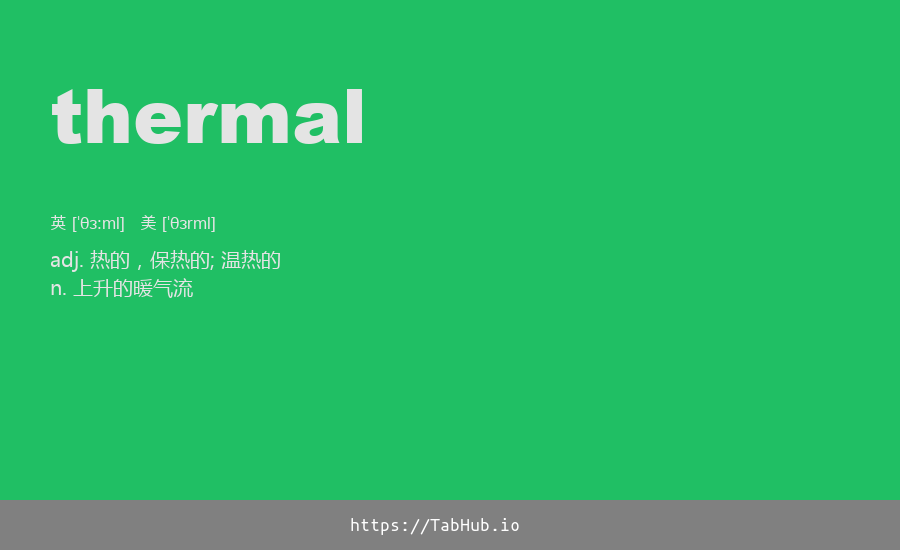 thermal
英 ['θɜːml] 美 ['θɜrml]
adj. 热的，保热的; 温热的
n. 上升的暖气流
https://TabHub.io